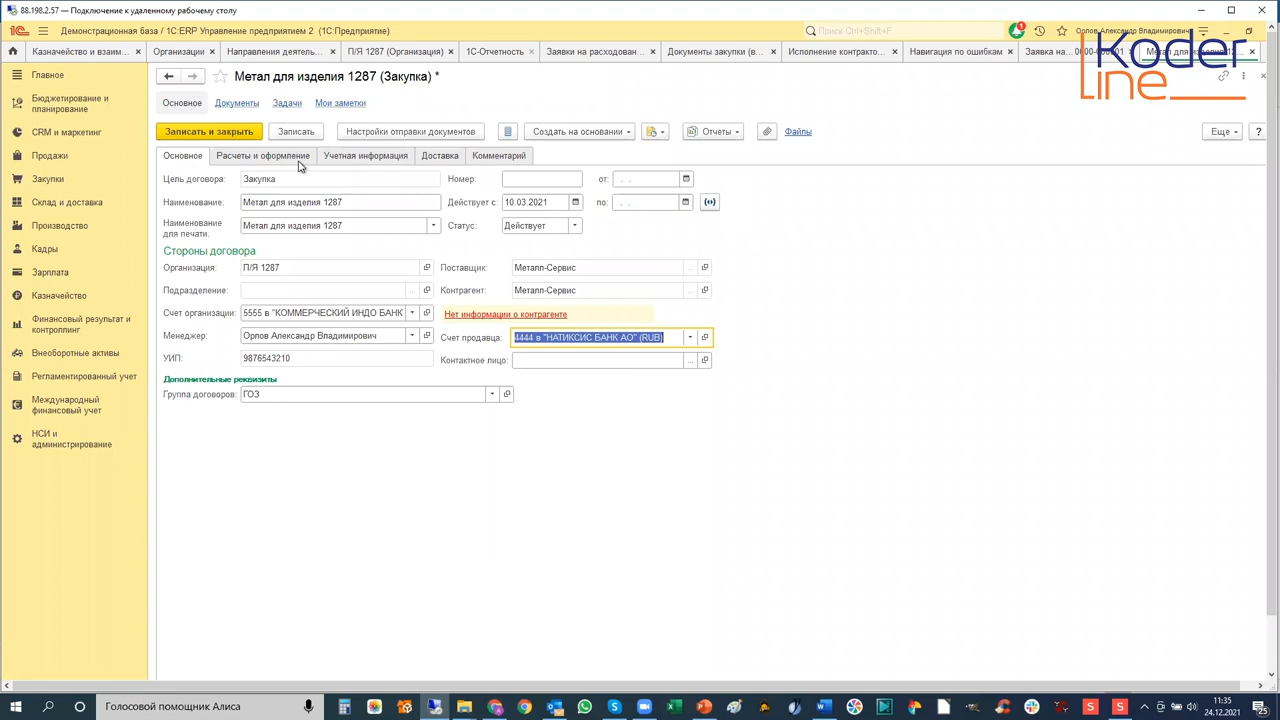 88.198.2.57 - Подключение к удаленному рабочему столу
Демонстрационная база / 1С:ERP Управление предприятием 2 (1С:Предприятие)
Поиск Ctrl+Shift+F
1
Орлов Александр Владимирович
Казначейство и взаим...
Организации
Направления деятель...
П/Я 1287 (Организация)
1С-Отчетность
Заявки на расходован...
Документы закупки (в...
Исполнение контракто...
Навигация по ошибкам
Метал для изделия 12...
Koder
line
Главное
Бюджетирование и
планирование
CRM и маркетинг
Продажи
Закупки
Склад и доставка
Производство
Кадры
Зарплата
Казначейство
Финансовый результат и
контроллинг
Внеоборотные активы
Регламентированный учет
Международный
финансовый учет
НСИ и
администрирование
Метал для изделия 1287 (Закупка) *
Основное Документы Задачи Мои заметки
Записать и закрыть Записать Настройки отправки документов Создать на основании Отчеты Файлы Еще ?
Основное Расчеты и оформление Учетная информация Доставка Комментарий
Цель договора: Закупка Номер: от: . .
Наименование: Метал для изделия 1287 Действует с: 10.03.2021 по: . .
Наименование
для печати: Метал для изделия 1287 Статус: Действует
Стороны договора
Организация: П/Я 1287 Поставщик: Металл-Сервис
Подразделение: Контрагент: Металл-Сервис
Счет организации: 5555 в "КОММЕРЧЕСКИЙ ИНДО БАНК Нет информации о контрагенте
Менеджер: Орлов Александр Владимирович Счет продавца: 4444 в "НАТИКСИС БАНК АО" (RUB)
УИП: 9876543210 Контактное лицо:
Дополнительные реквизиты
Группа договоров: ГОЗ
Голосовой помощник Алиса
11:35
24.12.2021